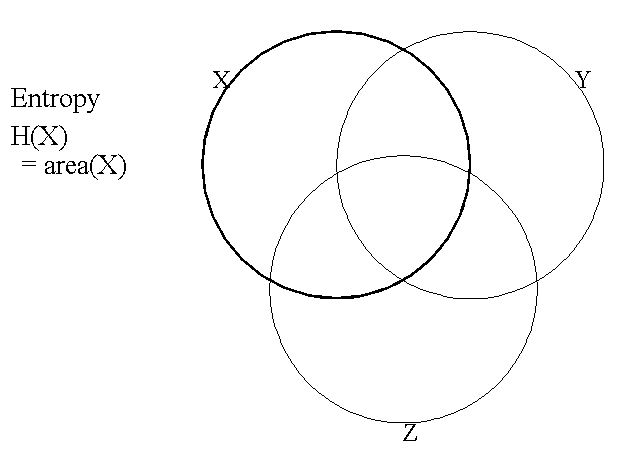 X
Y
Entropy
H(X)
= area(X)
Z